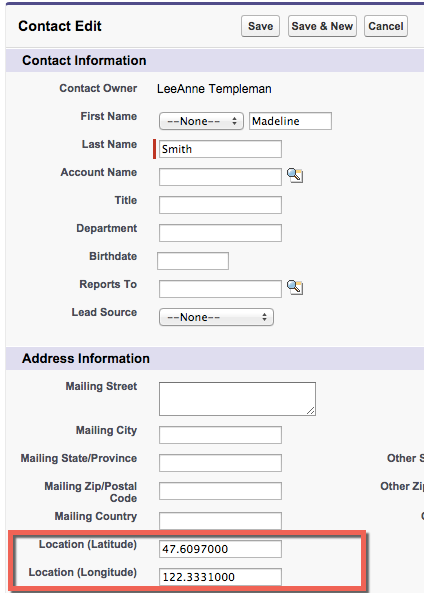 Contact Edit Save Save & New Cancel
Contact Information
Contact Owner LeeAnne Templeman
First Name --None-- Madeline
Last Name Smith
Account Name
Title
Department
Birthdate
Reports To
Lead Source --None--
Address Information
Mailing Street
Mailing City
Mailing State/Province Other S
Mailing Zip/Postal Other Zi
Code
Mailing Country
Location (Latitude) 47.6097000
Location (Longitude) 122.3331000